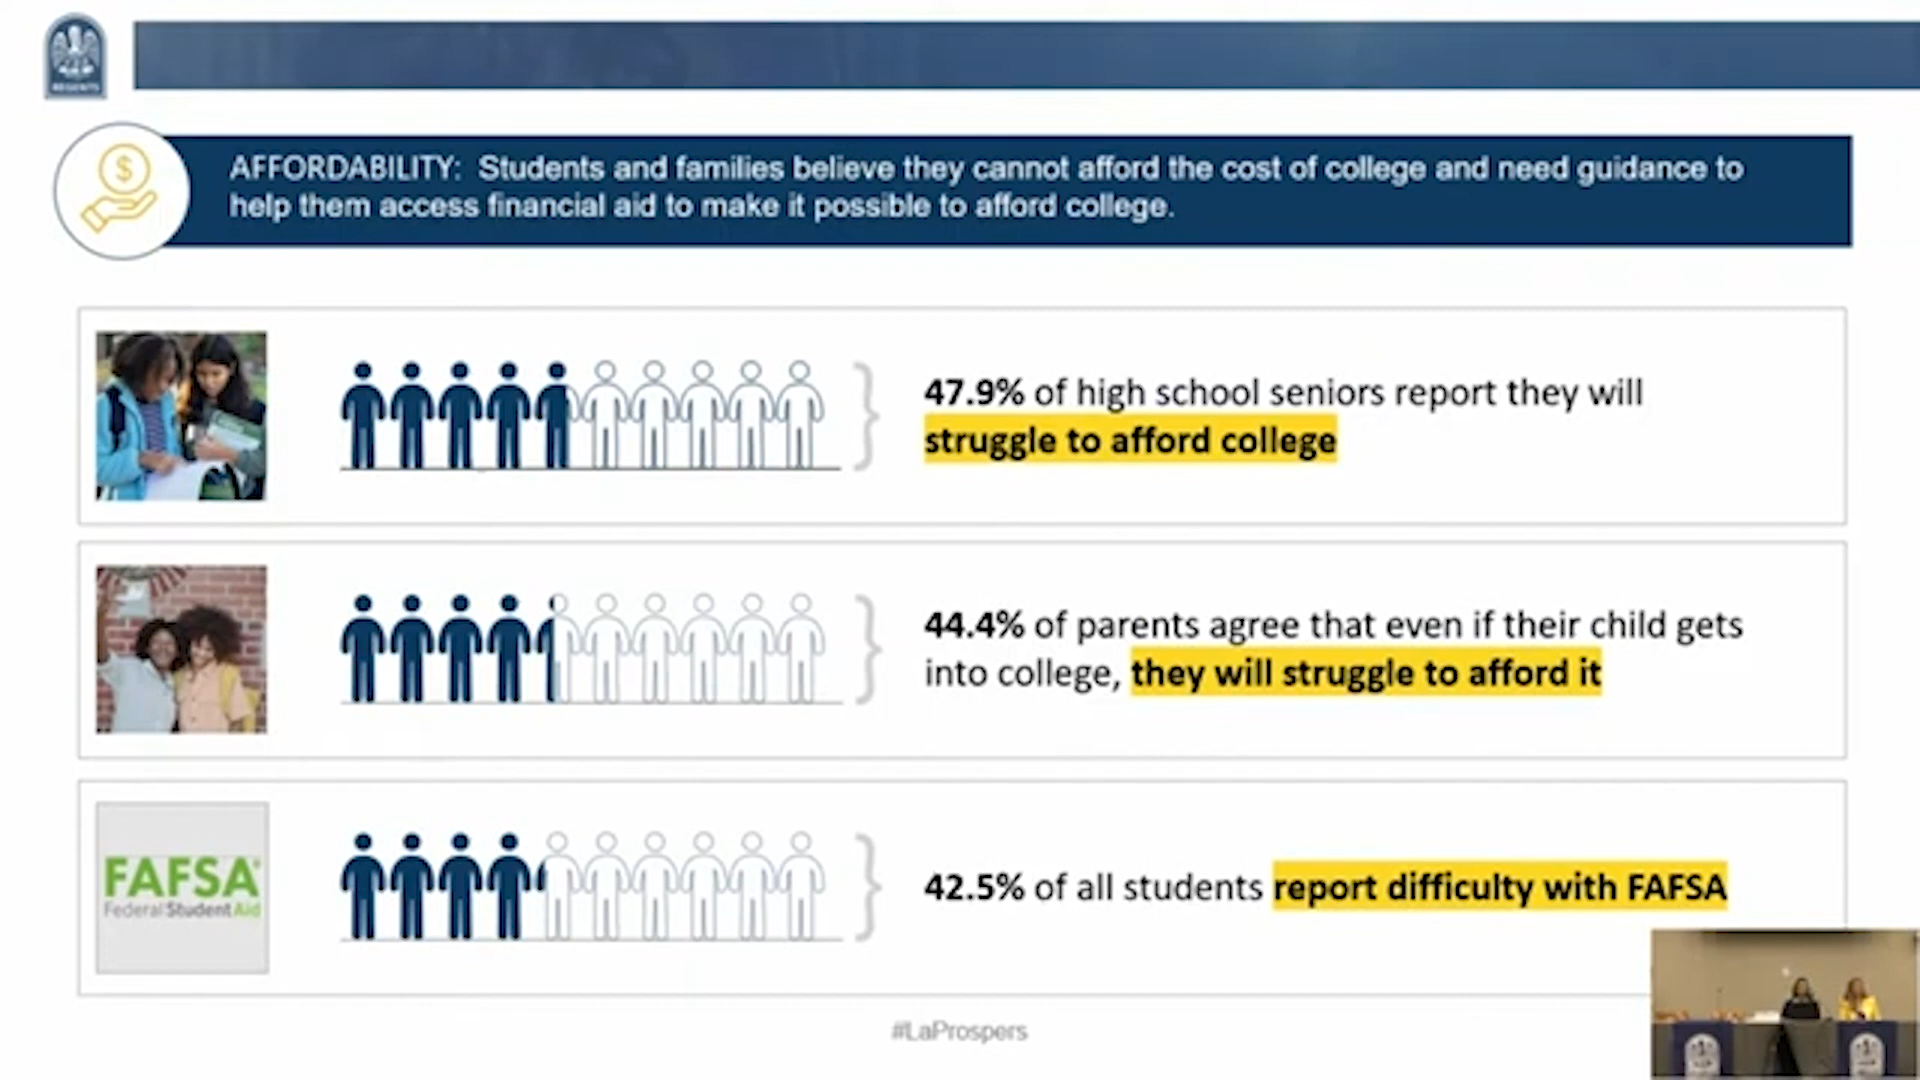 REGENTS
AFFORDABILITY: Students and families believe they cannot afford the cost of college and need guidance to
help them access financial aid to make it possible to afford college.
$
47.9% of high school seniors report they will
struggle to afford college
44.4% of parents agree that even if their child gets
into college, they will struggle to afford it
FAFSA®
Federal Student Aid
42.5% of all students report difficulty with FAFSA
#LaProspers